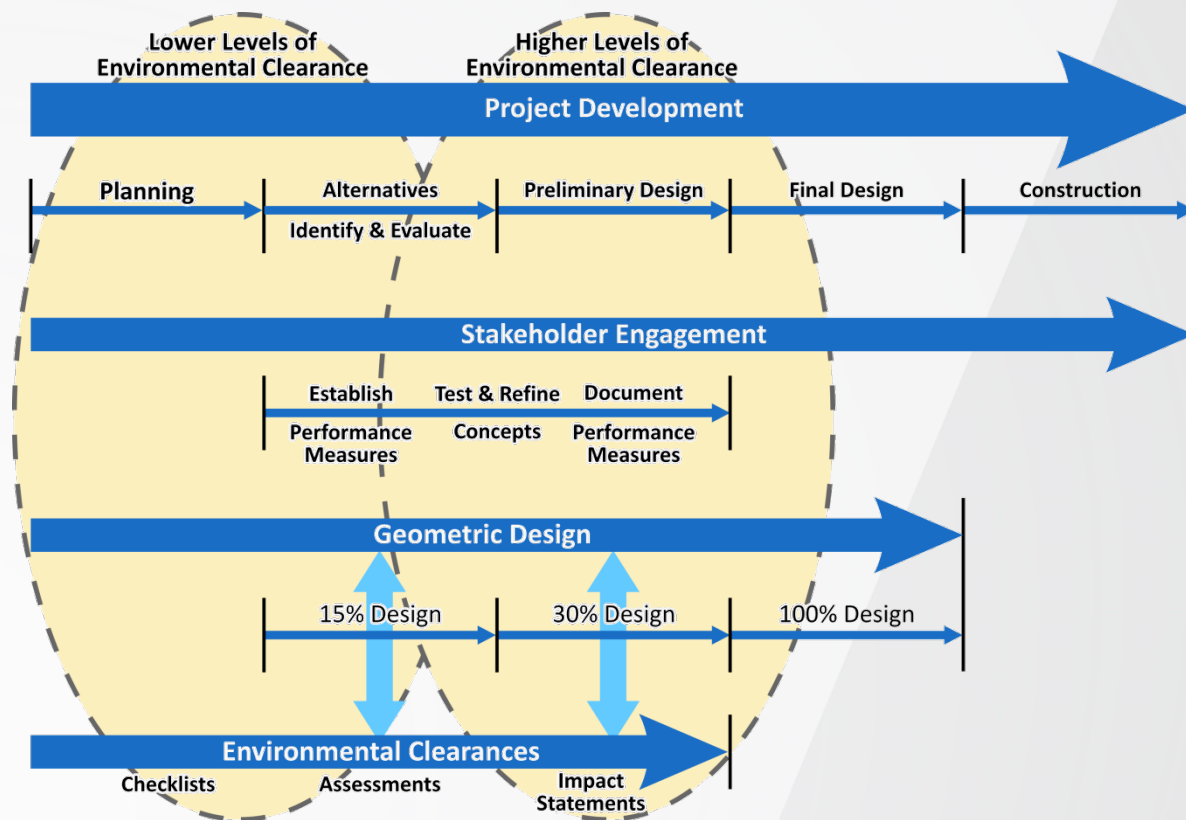 Lower Levels of
Environmental Clearance
Higher Levels of
Environmental Clearance
Project Development
Planning
Alternatives
Identify & Evaluate
Preliminary Design
Final Design
Construction
Stakeholder Engagement
Establish
Performance
Measures
Test & Refine
Concepts
Document
Performance
Measures
Geometric Design
15% Design
30% Design
100% Design
Environmental Clearances
Checklists
Assessments
Impact
Statements